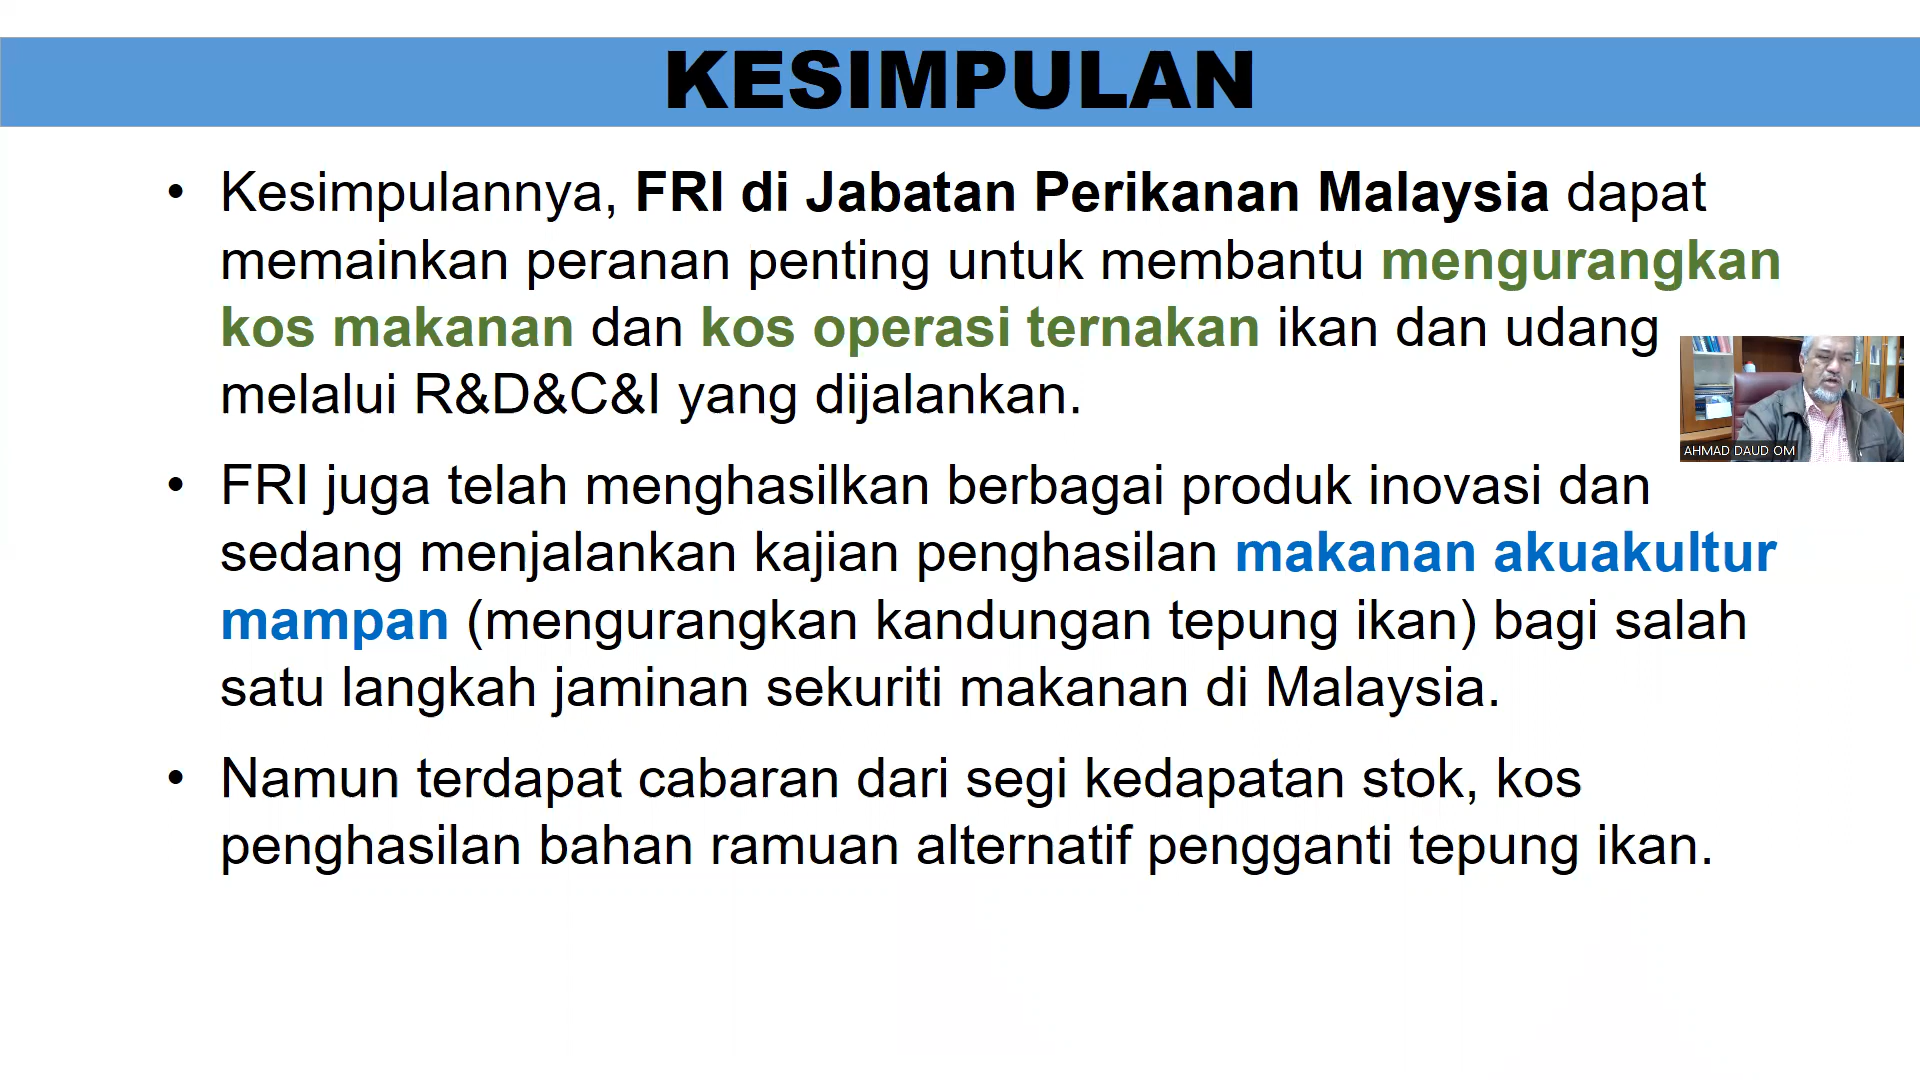 KESIMPULAN
• Kesimpulannya, FRI di Jabatan Perikanan Malaysia dapat
memainkan peranan penting untuk membantu mengurangkan
kos makanan dan kos operasi ternakan ikan dan udang
melalui R&D&C&I yang dijalankan.
AHMAD DAUD OM
• FRI juga telah menghasilkan berbagai produk inovasi dan
sedang menjalankan kajian penghasilan makanan akuakultur
mampan (mengurangkan kandungan tepung ikan) bagi salah
satu langkah jaminan sekuriti makanan di Malaysia.
• Namun terdapat cabaran dari segi kedapatan stok, kos
penghasilan bahan ramuan alternatif pengganti tepung ikan.